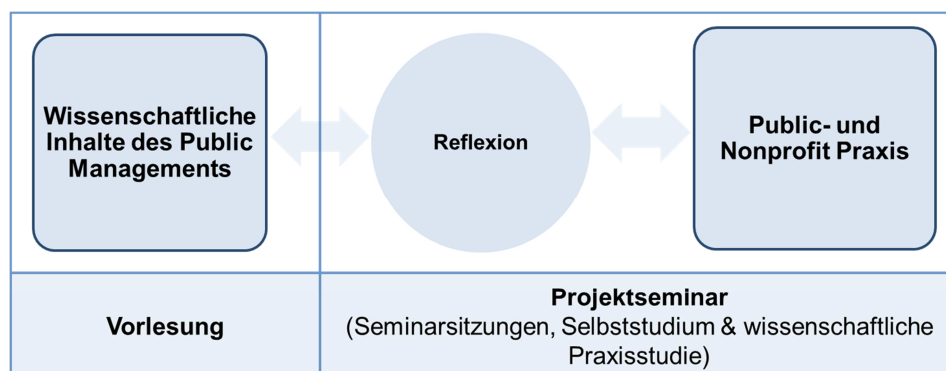 Wissenschaftliche
Inhalte des Public
Managements
Reflexion
Public- und
Nonprofit Praxis
Vorlesung
Projektseminar
(Seminarsitzungen, Selbststudium & wissenschaftliche
Praxisstudie)